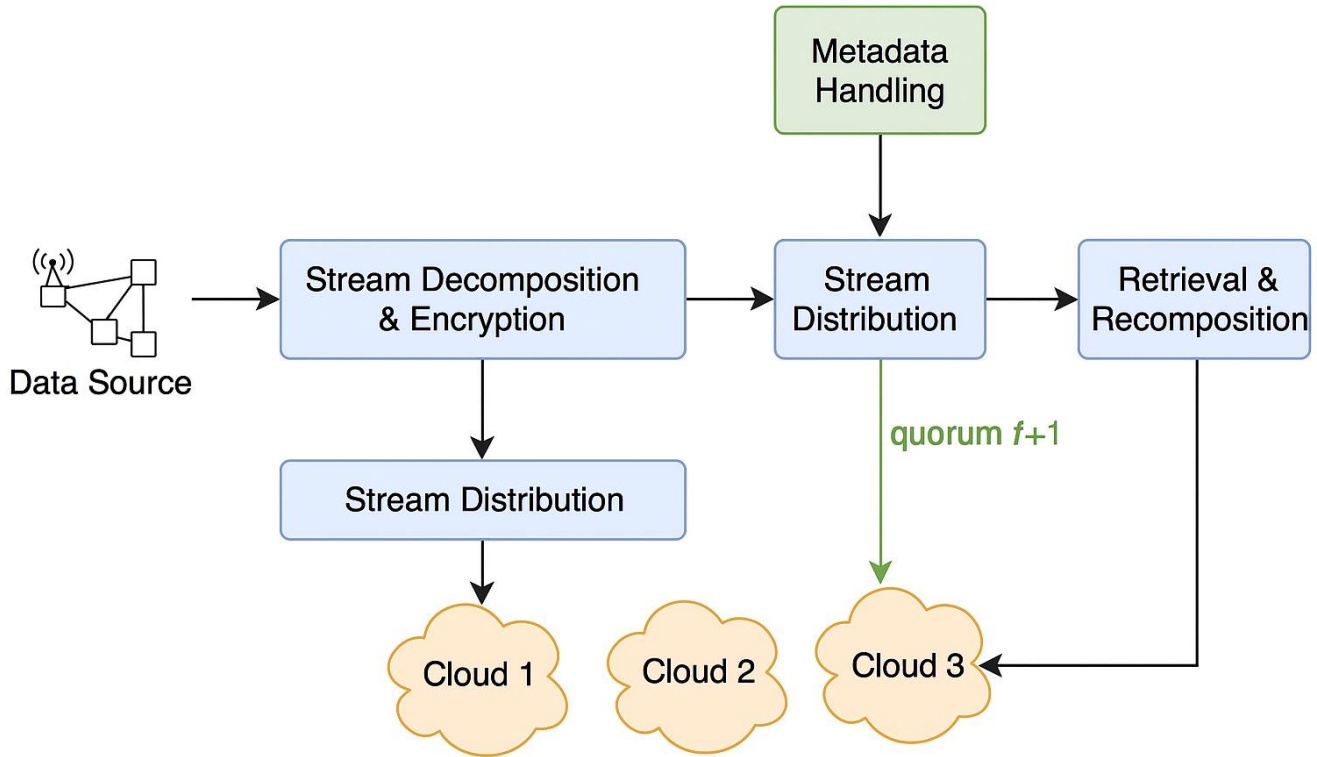 Metadata
Handling
Data Source
Stream Decomposition
& Encryption
Stream
Distribution
Retrieval &
Recomposition
quorum f+1
Stream Distribution
Cloud 1
Cloud 2
Cloud 3